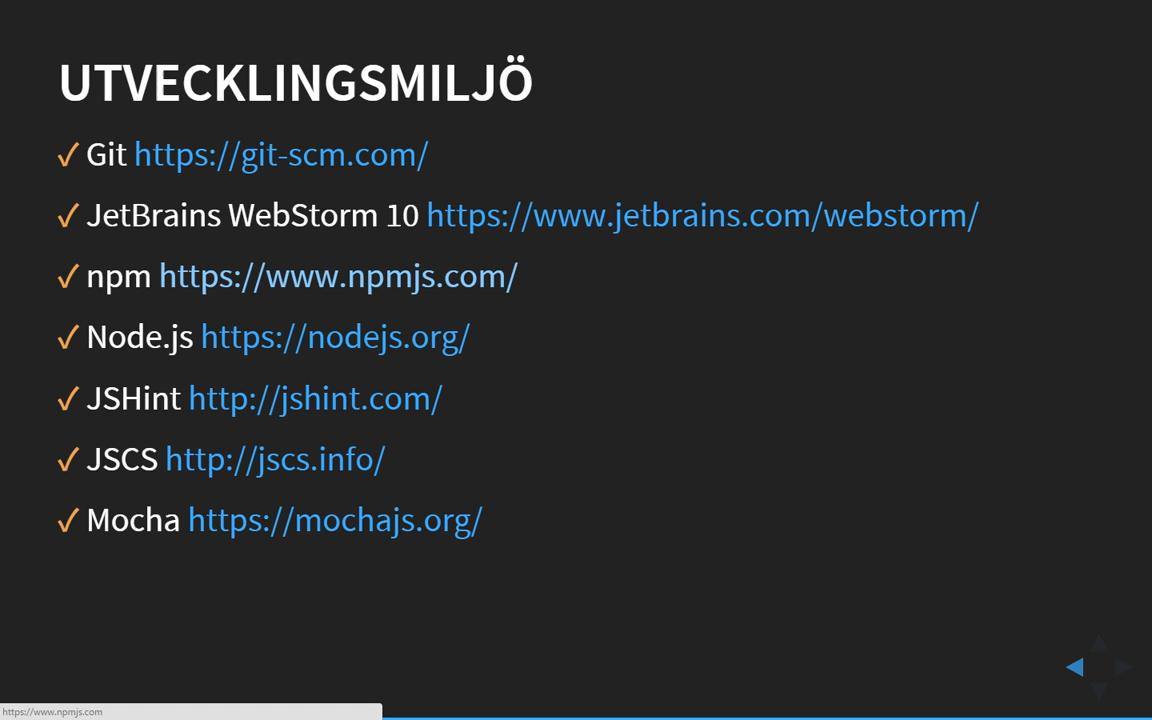 UTVECKLINGSMILJÖ
✓ Git https://git-scm.com/
✓ JetBrains WebStorm 10 https://www.jetbrains.com/webstorm/
✓ npm https://www.npmjs.com/
✓ Node.js https://nodejs.org/
✓ JSHint http://jshint.com/
✓ JSCS http://jscs.info/
✓ Mocha https://mochajs.org/
https://www.npmjs.com